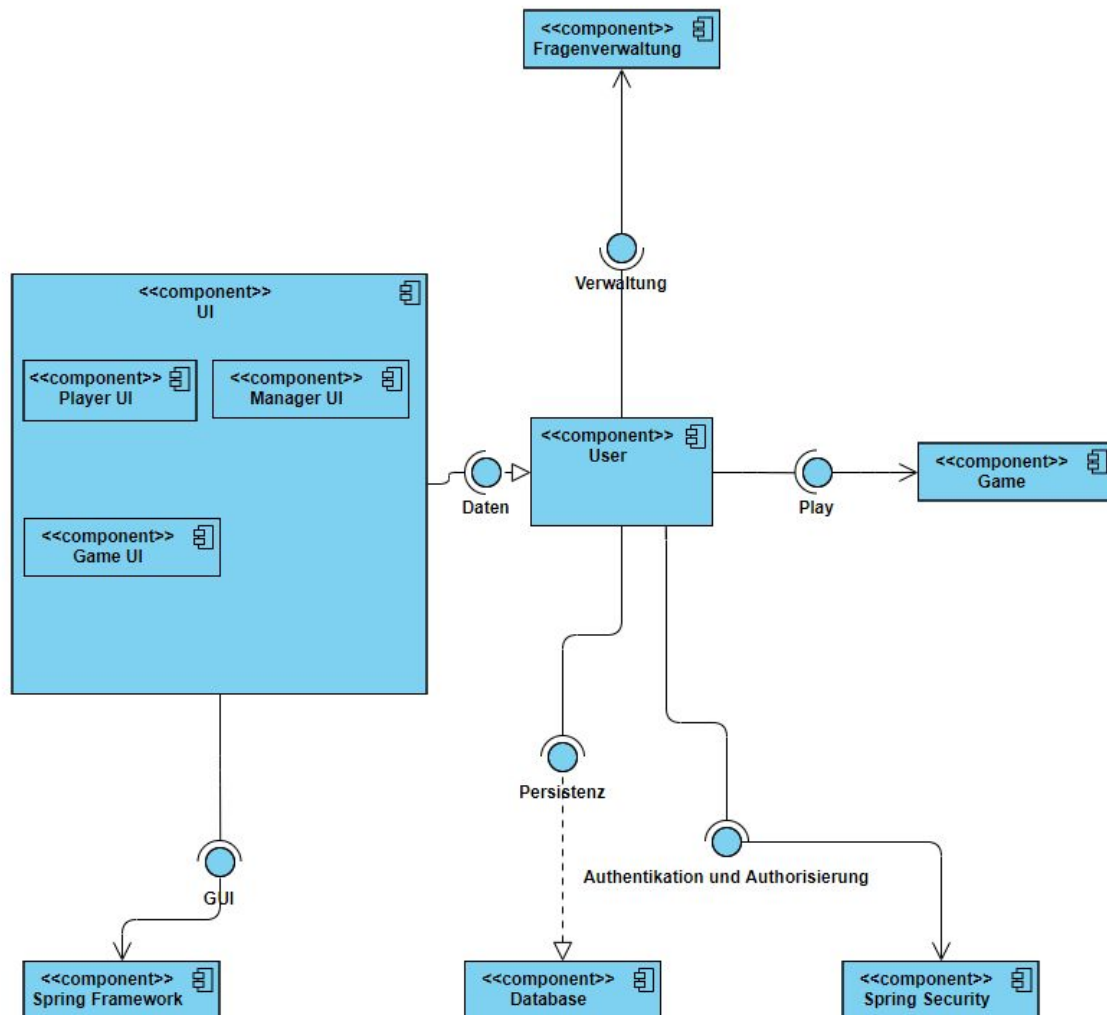 <<component>>
Fragenverwaltung
Verwaltung
<<component>>
UI
<<component>>
Player UI
<<component>>
Manager UI
<<component>>
Game UI
Daten
<<component>>
User
Play
<<component>>
Game
Persistenz
Authentikation und Authorisierung
GUI
<<component>>
Spring Framework
<<component>>
Database
<<component>>
Spring Security